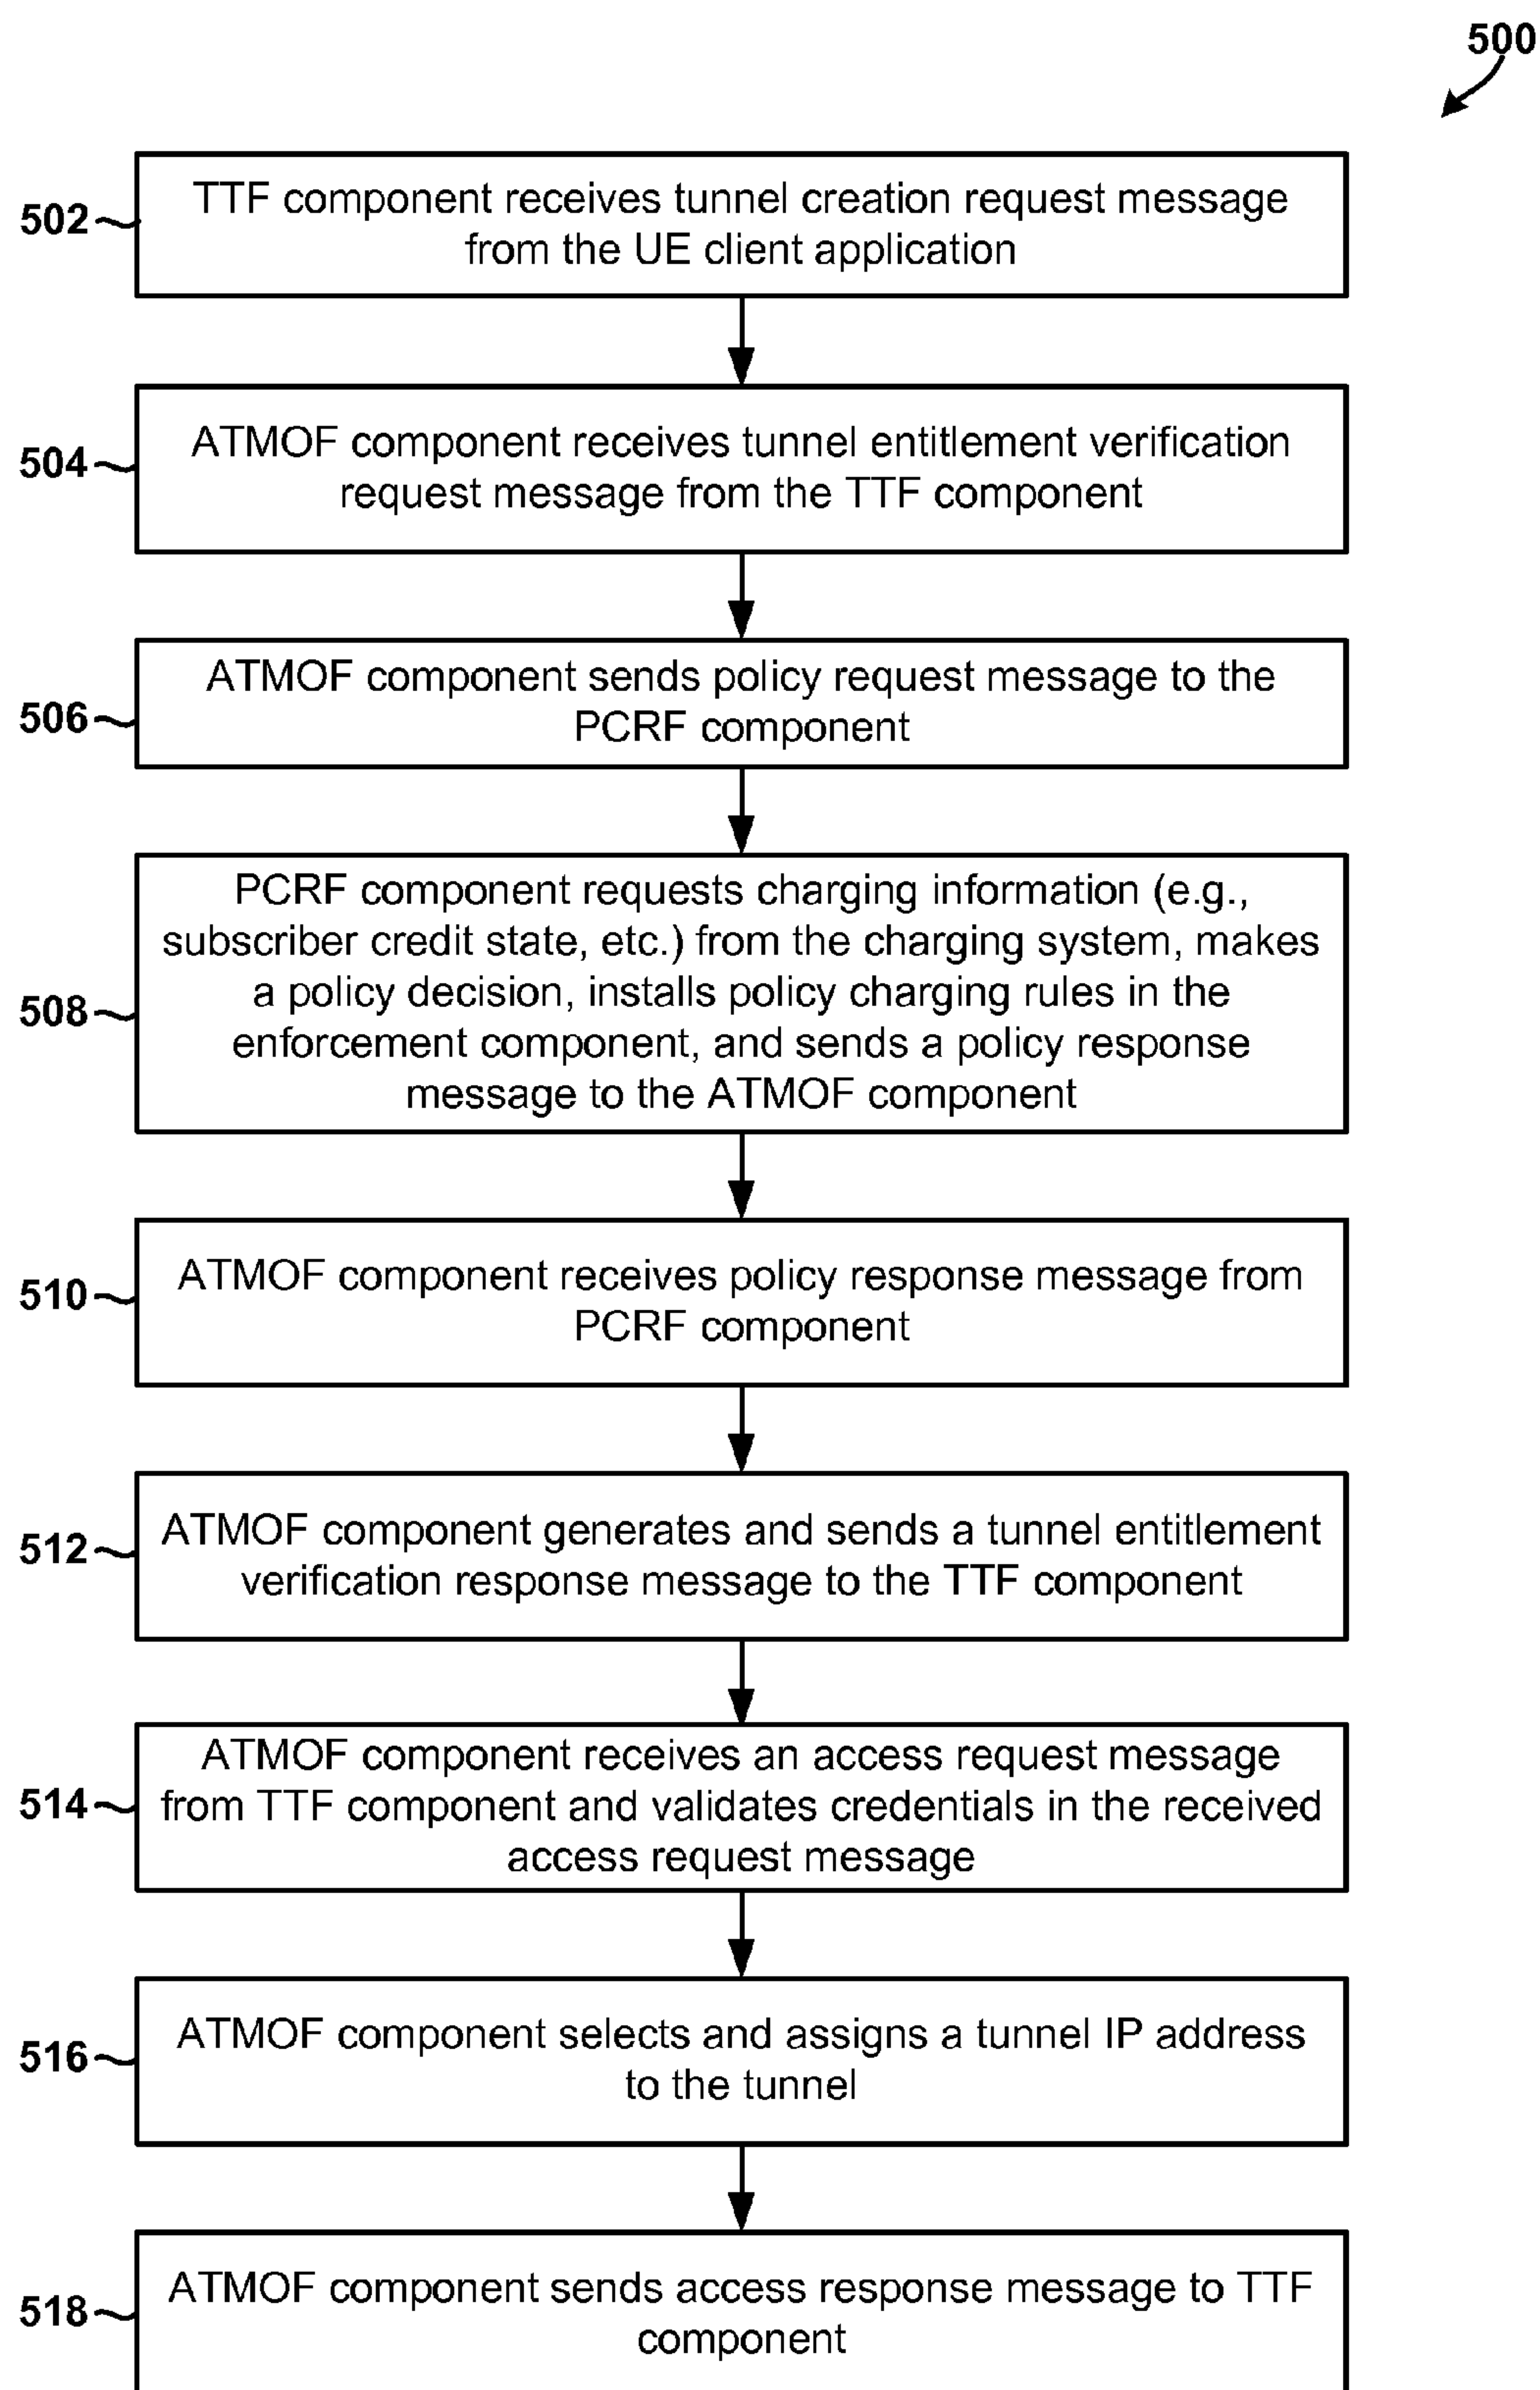 500
502
TTF component receives tunnel creation request message
from the UE client application
504
ATMOF component receives tunnel entitlement verification
request message from the TTF component
506
ATMOF component sends policy request message to the
PCRF component
508
PCRF component requests charging information (e.g.,
subscriber credit state, etc.) from the charging system, makes
a policy decision, installs policy charging rules in the
enforcement component, and sends a policy response
message to the ATMOF component
510
ATMOF component receives policy response message from
PCRF component
512
ATMOF component generates and sends a tunnel entitlement
verification response message to the TTF component
514
ATMOF component receives an access request message
from TTF component and validates credentials in the received
access request message
516
ATMOF component selects and assigns a tunnel IP address
to the tunnel
518
ATMOF component sends access response message to TTF
component